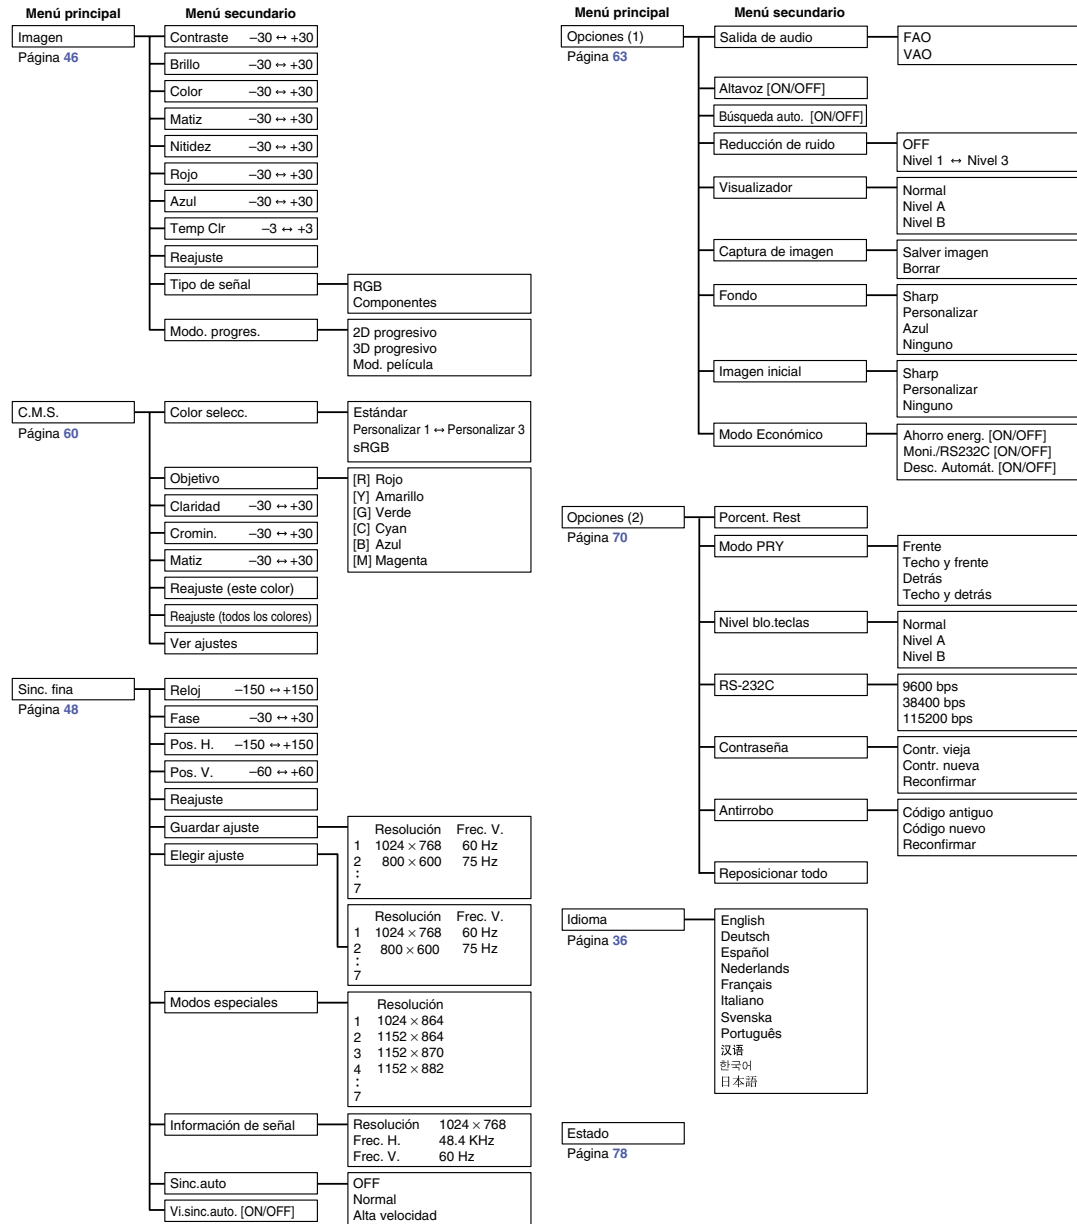 Menú principal Menú secundario
Imagen
Página 46
Contraste −30 ↔ +30
Brillo −30 ↔ +30
Color −30 ↔ +30
Matiz −30 ↔ +30
Nitidez −30 ↔ +30
Rojo −30 ↔ +30
Azul −30 ↔ +30
Temp Clr −3 ↔ +3
Reajuste
Tipo de señal
RGB
Componentes
Modo. progres.
2D progresivo
3D progresivo
Mod. película
C.M.S.
Página 60
Color selecc.
Estándar
Personalizar 1 ↔ Personalizar 3
sRGB
Objetivo
[R] Rojo
[Y] Amarillo
[G] Verde
[C] Cyan
[B] Azul
[M] Magenta
Claridad −30 ↔ +30
Cromin. −30 ↔ +30
Matiz −30 ↔ +30
Reajuste (este color)
Reajuste (todos los colores)
Ver ajustes
Sinc. fina
Página 48
Reloj −150 ↔ +150
Fase −30 ↔ +30
Pos. H. −150 ↔ +150
Pos. V. −60 ↔ +60
Reajuste
Guardar ajuste
Resolución Frec. V.
1 1024 × 768 60 Hz
2 800 × 600 75 Hz
:
7
Elegir ajuste
Resolución Frec. V.
1 1024 × 768 60 Hz
2 800 × 600 75 Hz
:
7
Modos especiales
Resolución
1 1024 × 864
2 1152 × 864
3 1152 × 870
4 1152 × 882
:
7
Información de señal
Resolución 1024 × 768
Frec. H. 48.4 KHz
Frec. V. 60 Hz
Sinc.auto
OFF
Normal
Alta velocidad
Vi.sinc.auto. [ON/OFF]
Menú principal Menú secundario
Opciones (1)
Página 63
Salida de audio
FAO
VAO
Altavoz [ON/OFF]
Búsqueda auto. [ON/OFF]
Reducción de ruido
OFF
Nivel 1 ↔ Nivel 3
Visualizador
Normal
Nivel A
Nivel B
Captura de imagen
Salver imagen
Borrar
Fondo
Sharp
Personalizar
Azul
Ninguno
Imagen inicial
Sharp
Personalizar
Ninguno
Modo Económico
Ahorro energ. [ON/OFF]
Moni./RS232C [ON/OFF]
Desc. Automát. [ON/OFF]
Opciones (2)
Página 70
Porcent. Rest
Modo PRY
Frente
Techo y frente
Detrás
Techo y detrás
Nivel blo.teclas
Normal
Nivel A
Nivel B
RS-232C
9600 bps
38400 bps
115200 bps
Contraseña
Contr. vieja
Contr. nueva
Reconfirmar
Antirrobo
Código antiguo
Código nuevo
Reconfirmar
Reposicionar todo
Idioma
Página 36
English
Deutsch
Español
Nederlands
Français
Italiano
Svenska
Português
汉语
한국어
日本語
Estado
Página 78